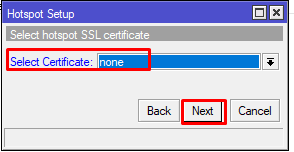 Hotspot Setup
Select hotspot SSL certificate
Select Certificate: none
Back Next Cancel